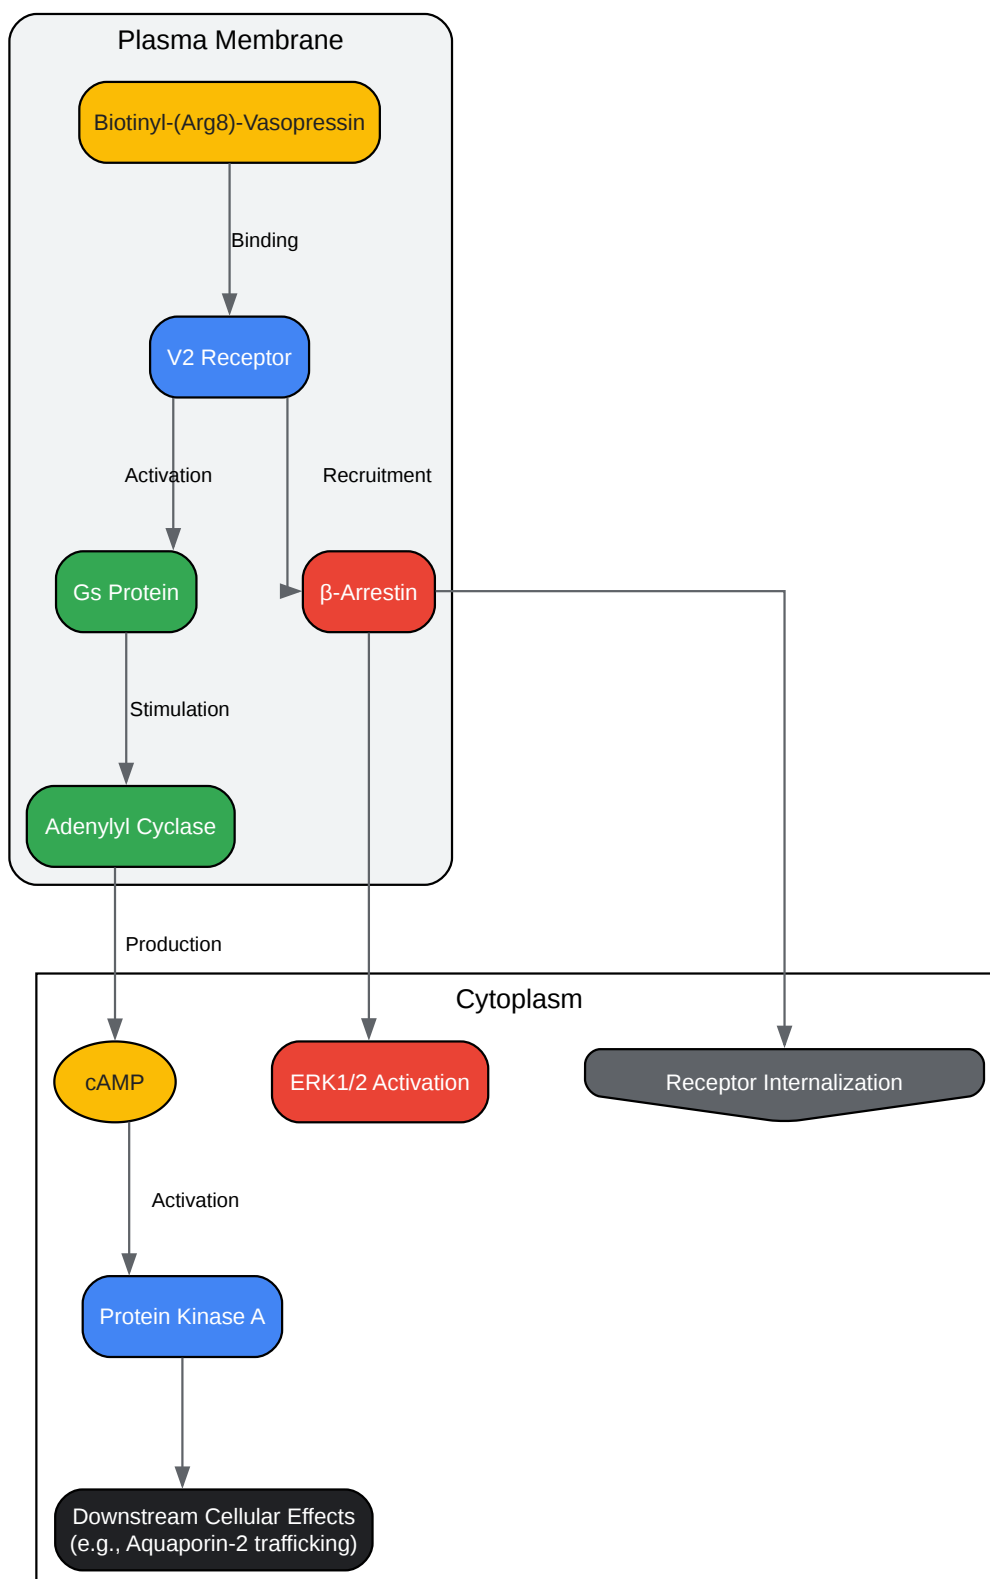 Plasma Membrane
Biotinyl-(Arg8)-Vasopressin
Binding
V2 Receptor
Activation
Recruitment
Gs Protein
β-Arrestin
Stimulation
Adenylyl Cyclase
Production
Cytoplasm
cAMP
ERK1/2 Activation
Receptor Internalization
Activation
Protein Kinase A
Downstream Cellular Effects
(e.g., Aquaporin-2 trafficking)